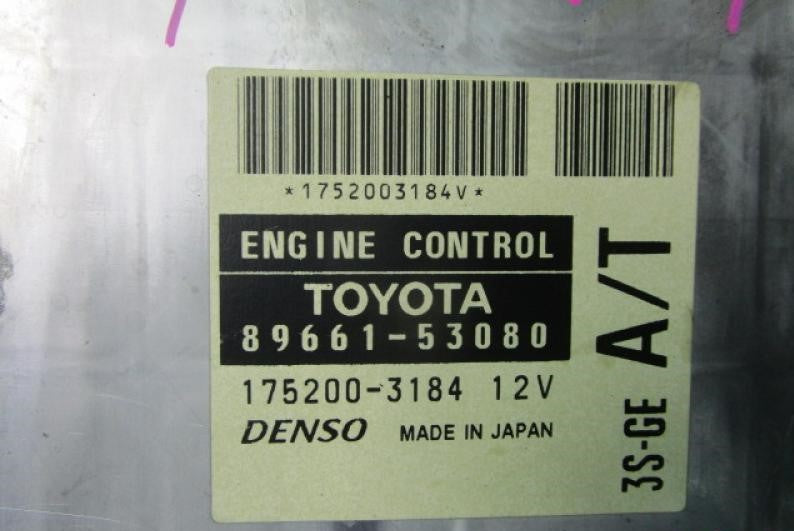 *1752003184V*
ENGINE CONTROL
TOYOTA
89661-53080
175200-3184 12V
DENSO MADE IN JAPAN
3S-GE A/T